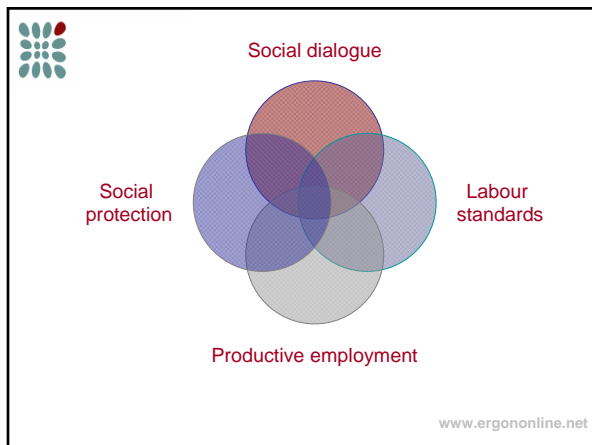 Social dialogue
Social
protection
Labour
standards
Productive employment
www.ergononline.net